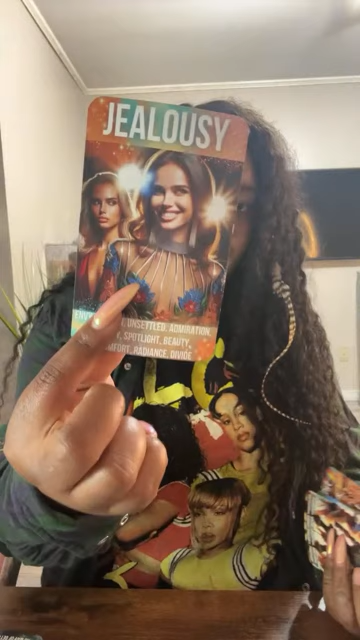 JEALOUSY
UNSETTLED, ADMIRATION,
SPOTLIGHT, BEAUTY,
RADIANCE, DIVIDE